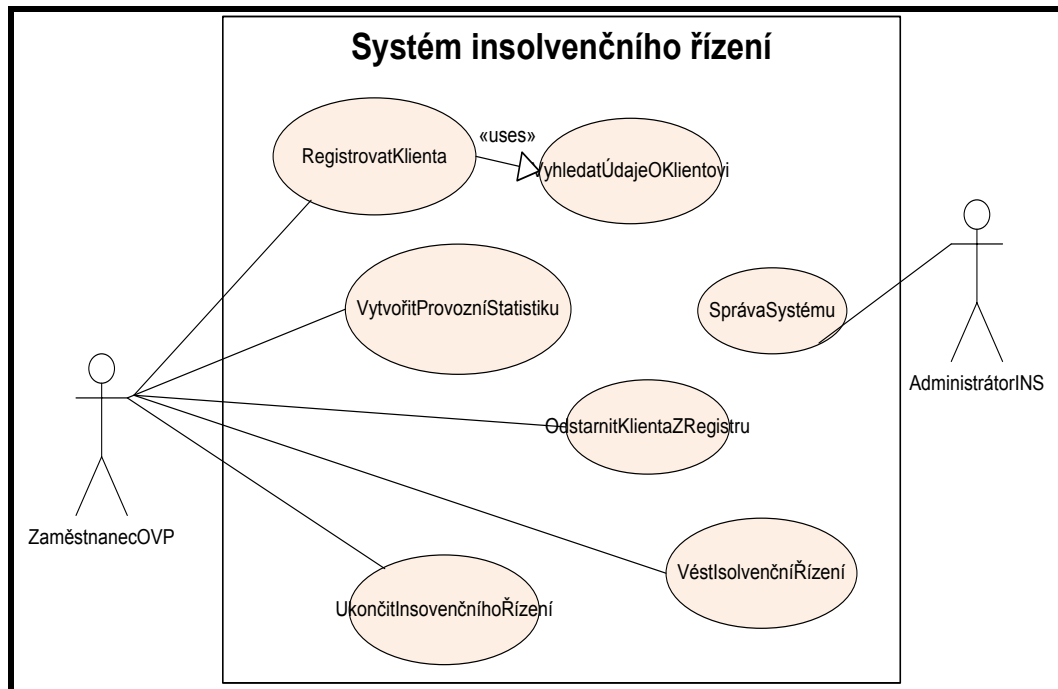 Systém insolvenčního řízení
«uses»
RegistrovatKlienta
VyhledatÚdajeOKlientovi
VytvořitProvozníStatistiku
SprávaSystému
AdministrátorINS
OdstarnitKlientaZRegistru
ZaměstnanecOVP
VéstIsolvenčníŘízení
UkončitInsovenčníhoŘízení